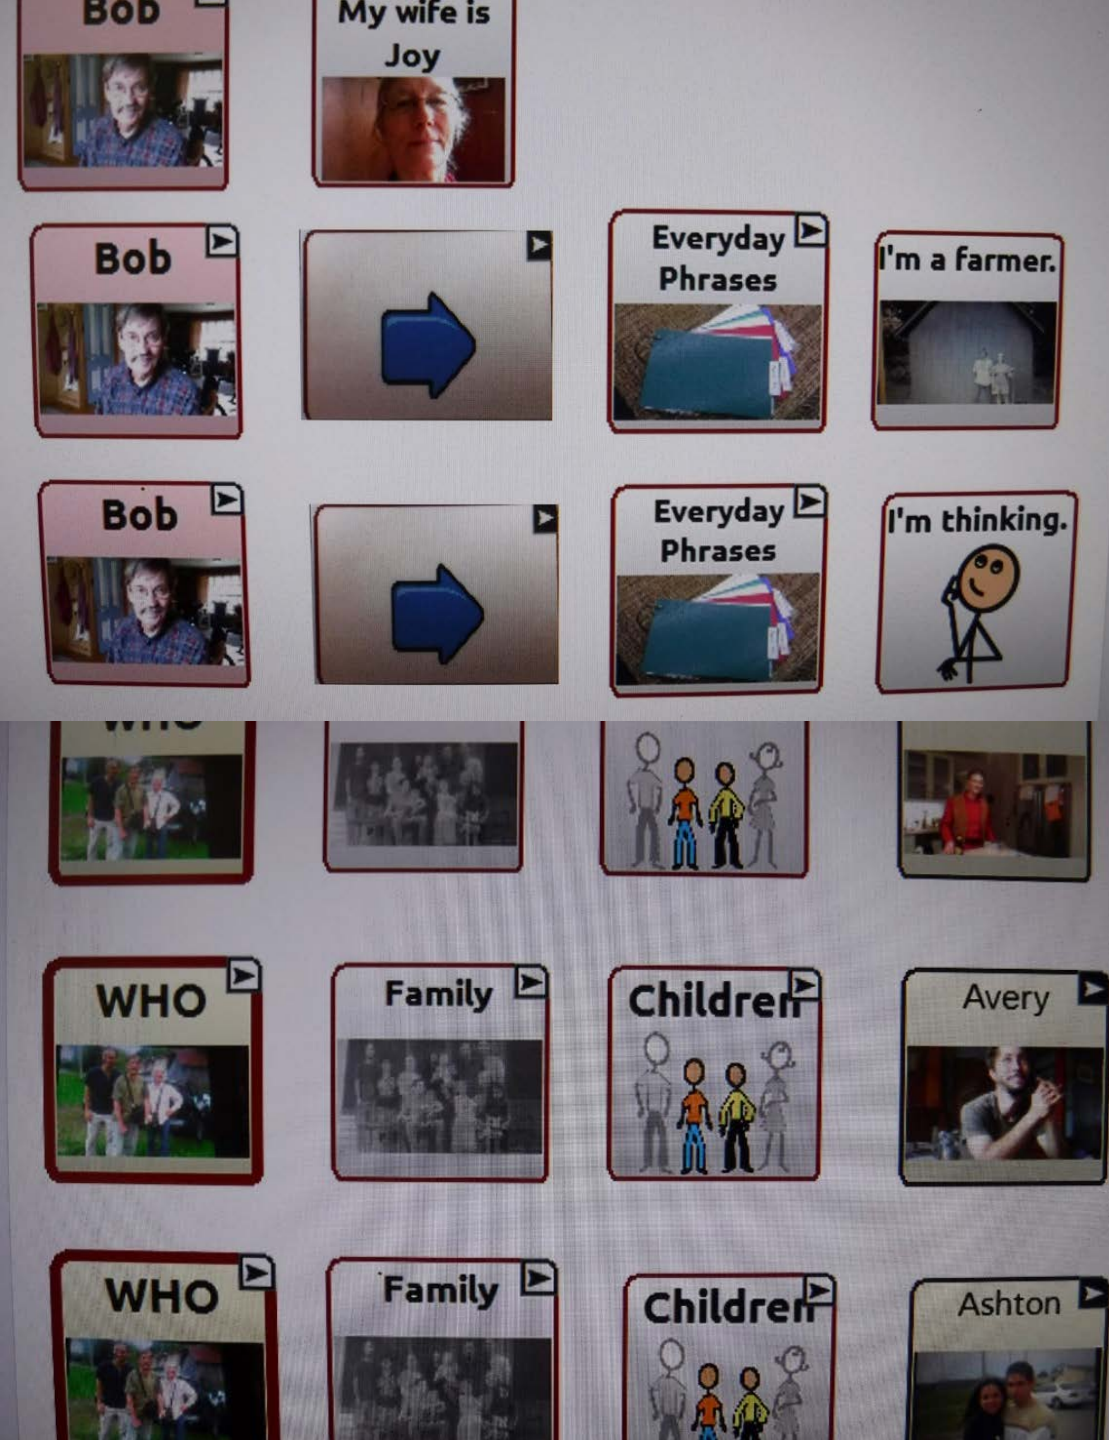 Bob
My wife is
Joy
Bob
Everyday
Phrases
I'm a farmer.
Bob
Everyday
Phrases
I'm thinking.
WHO
WHO
Family
Children
Avery
WHO
Family
Children
Ashton